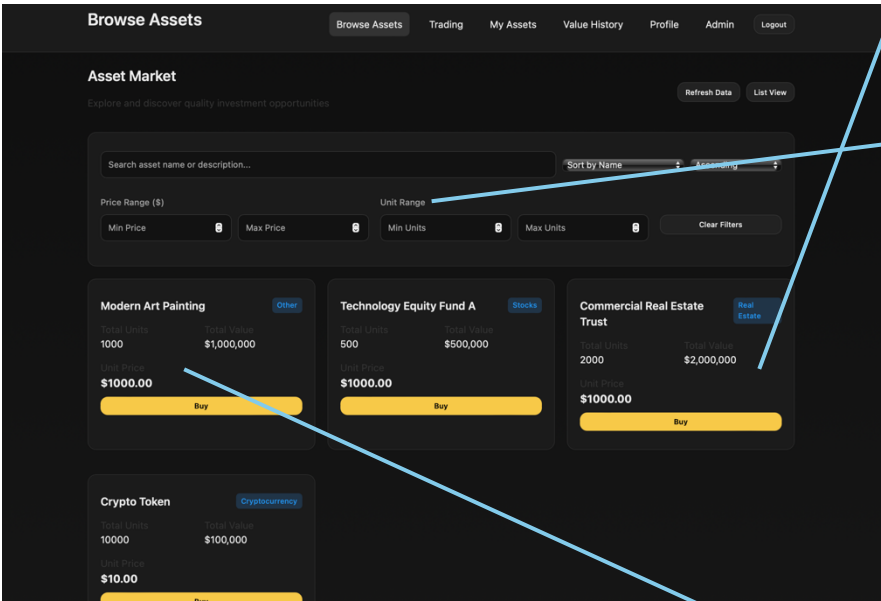 Browse Assets
Browse Assets Trading My Assets Value History Profile Admin Logout
Asset Market
Explore and discover quality investment opportunities
Refresh Data List View
Search asset name or description... Sort by Name Ascending
Price Range ($) Unit Range
Min Price Max Price Min Units Max Units Clear Filters
Modern Art Painting Other
Total Units Total Value
1000 $1,000,000
Unit Price
$1000.00
Buy
Technology Equity Fund A Stocks
Total Units Total Value
500 $500,000
Unit Price
$1000.00
Buy
Commercial Real Estate Real
Trust Estate
Total Units Total Value
2000 $2,000,000
Unit Price
$1000.00
Buy
Crypto Token Cryptocurrency
Total Units Total Value
10000 $100,000
Unit Price
$10.00
Buy